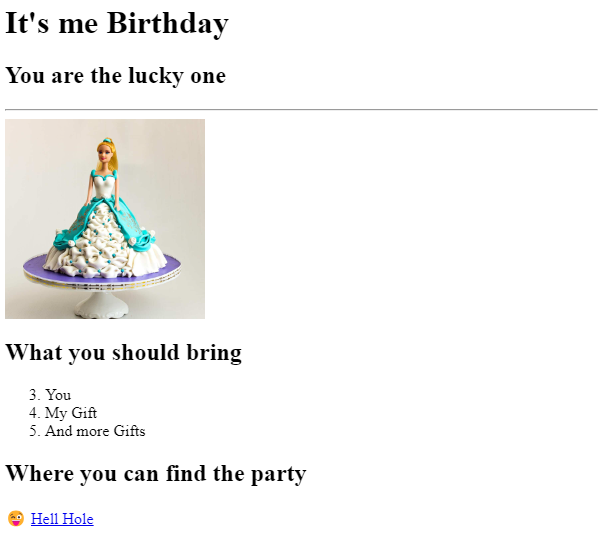 It's me Birthday
You are the lucky one
What you should bring
3. You
4. My Gift
5. And more Gifts
Where you can find the party
😜 Hell Hole